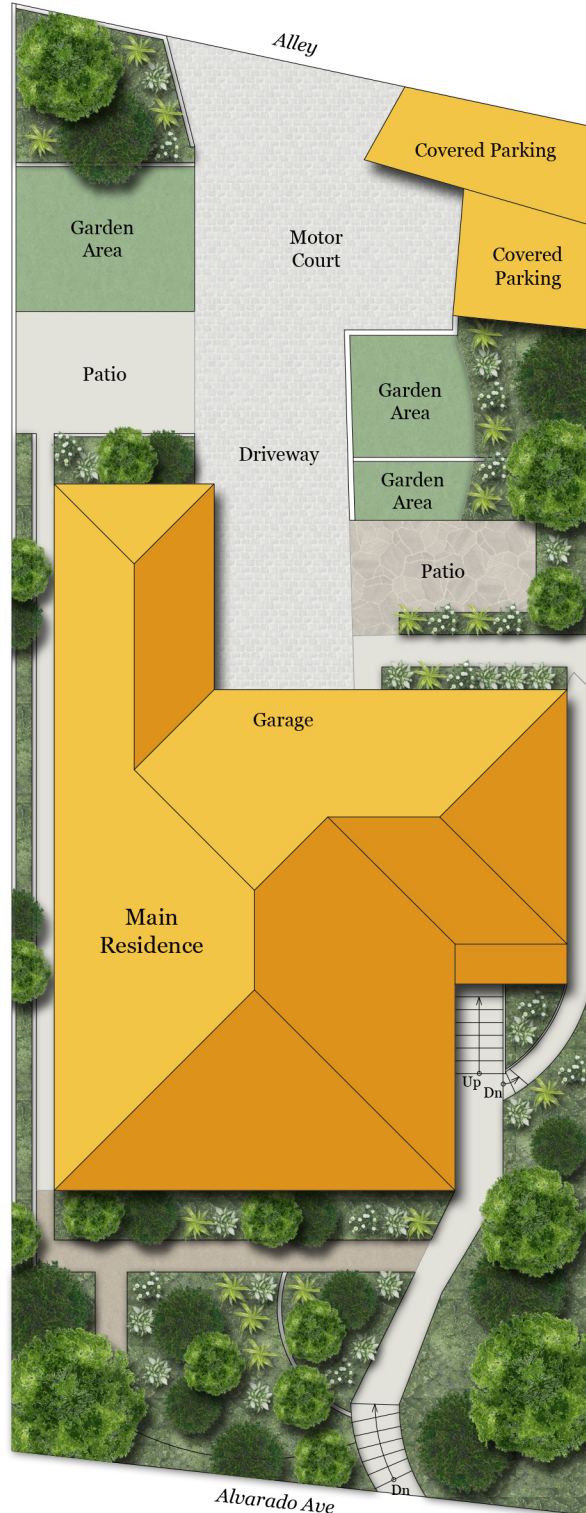 Alley
Covered Parking
Garden
Area
Motor
Court
Covered
Parking
Patio
Garden
Area
Driveway
Garden
Area
Patio
Garage
Main
Residence
Up
Dn
Dn
Alvarado Ave